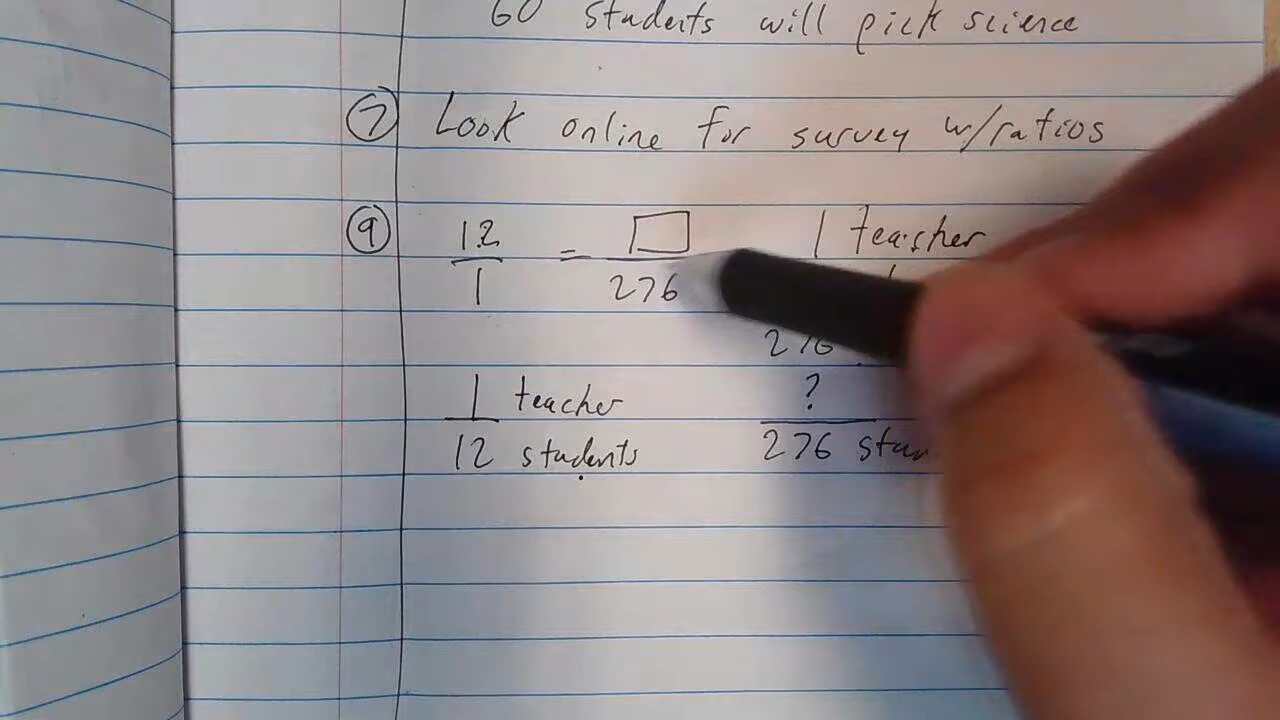 60 students will pick science
7 Look online for survey w/ratios
9 12/1 = □/276 1 teacher
276
1 teacher ?
12 students 276